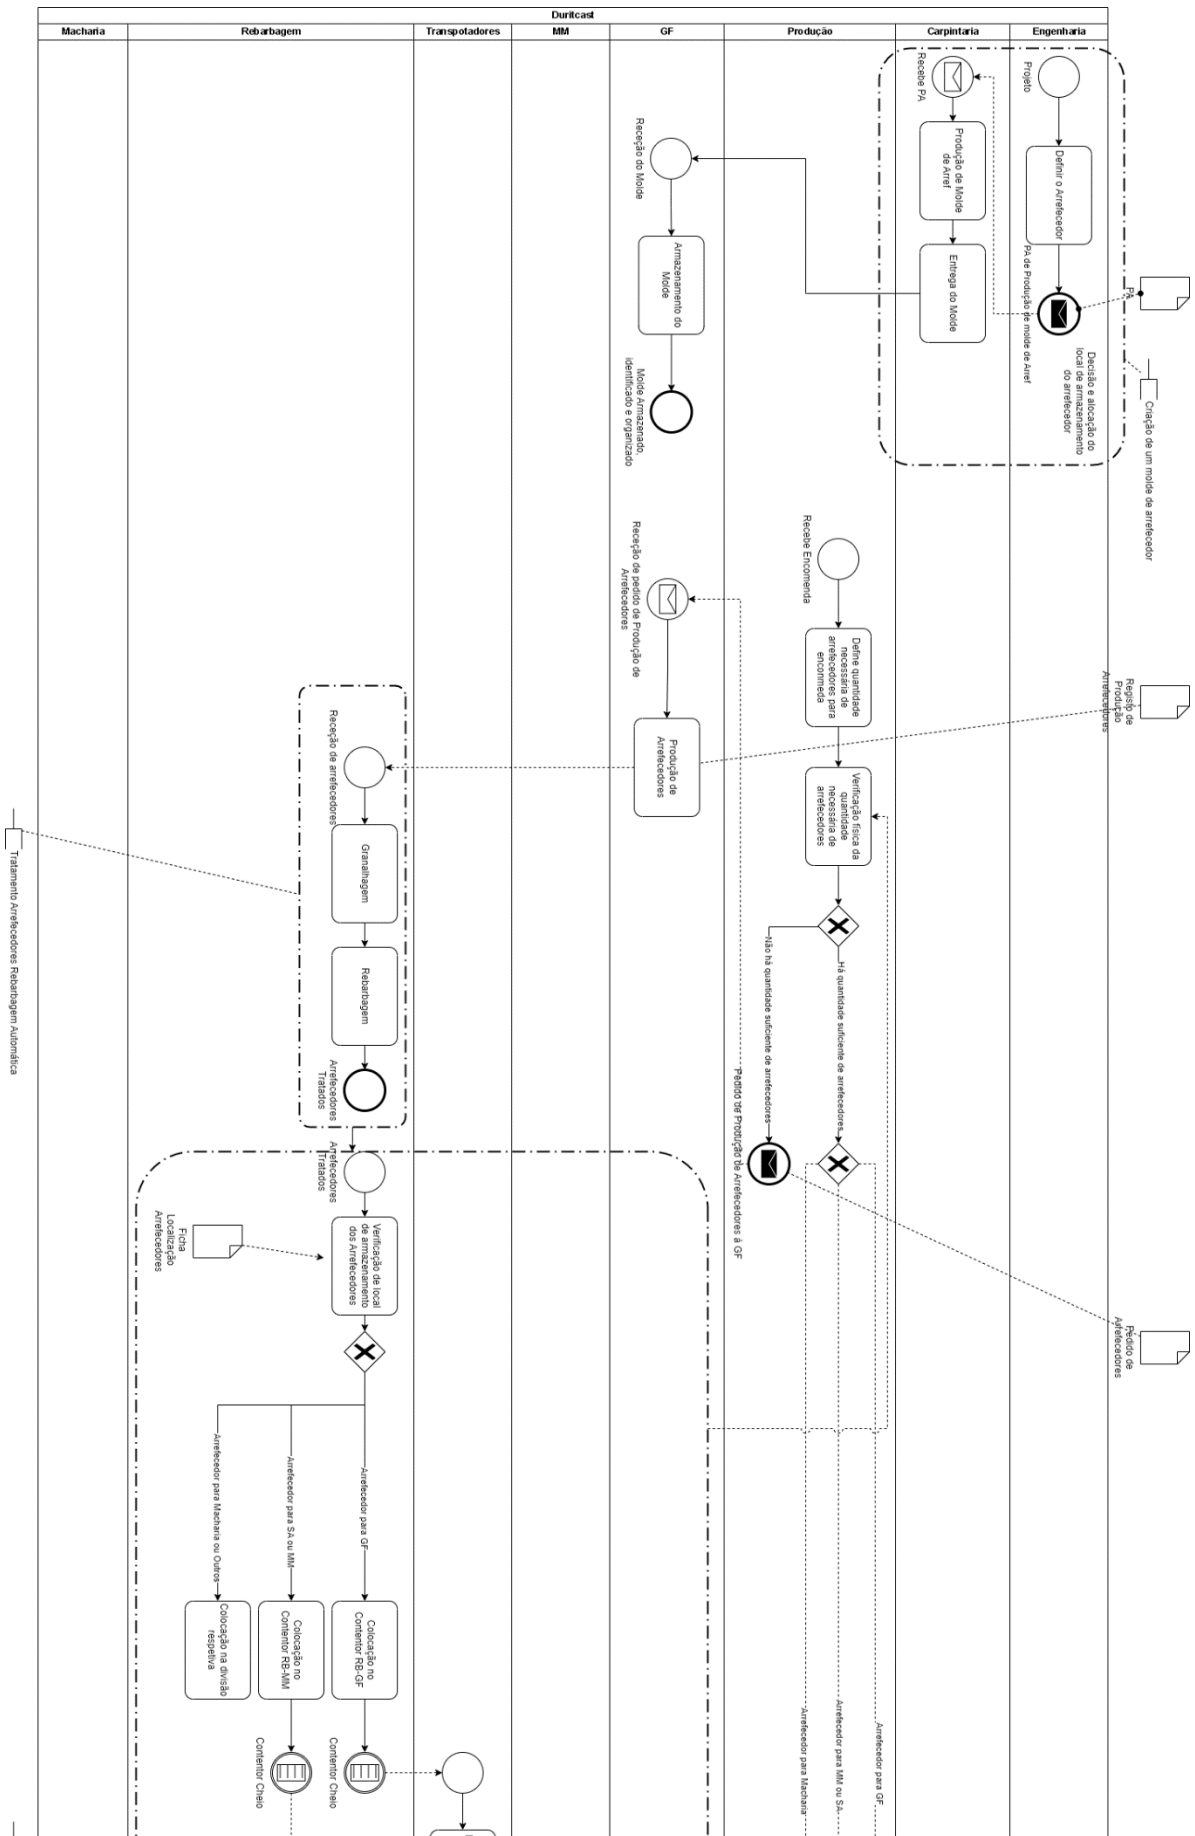 Duritcast
Macharia
Rebarbagem
Transpotadores
MM
GF
Produção
Carpintaria
Engenharia
Projeto
Definir o Arrefecedor
PA de Produção de molde de Arref
Decisão e alocação do
local de armazenamento
do arrefecedor
PA
Criação de um molde de arrefecedor
Recebe PA
Produção de Molde
de Arref
Entrega do Molde
Receção do Molde
Armazenamento do
Molde
Molde Armazenado,
identificado e organizado
Recebe Encomenda
Define quantidade
necessária de
arrefecedores para
enconmeda
Verificação física da
quantidade
necessária de
arrefecedores
Há quantidade suficiente de arrefecedores
Não há quantidade suficiente de arrefecedores
Pedido de Produção de Arrefecedores à GF
Receção de pedido de Produção de
Arrefecedores
Produção de
Arrefecedores
Registo de
Produção
Arrefecedores
Pedido de
Arrefecedores
Receção de arrefecedores
Granalhagem
Rebarbagem
Arrefecedores
Tratados
Tratamento Arrefecedores Rebarbagem Automática
Arrefecedores
Tratados
Verificação de local
de armazenamento
dos Arrefecedores
Ficha
Localização
Arrefecedores
Arrefecedor para GF
Arrefecedor para SA ou MM
Arrefecedor para Macharia ou Outros
Colocação no
Contentor RB-GF
Colocação no
Contentor RB-MM
Colocação na divisão
respetiva
Contentor Cheio
Contentor Cheio
Arrefecedor para GF
Arrefecedor para MM ou SA
Arrefecedor para Macharia